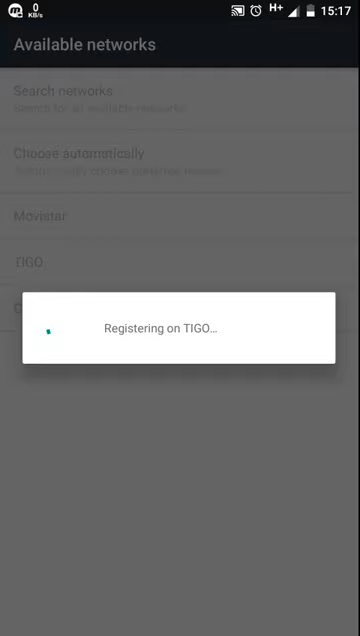 0
KB/s
H+
15:17
Available networks
Search networks
Search for all available networks
Choose automatically
Automatically choose preferred network
Movistar
TIGO
Registering on TIGO...